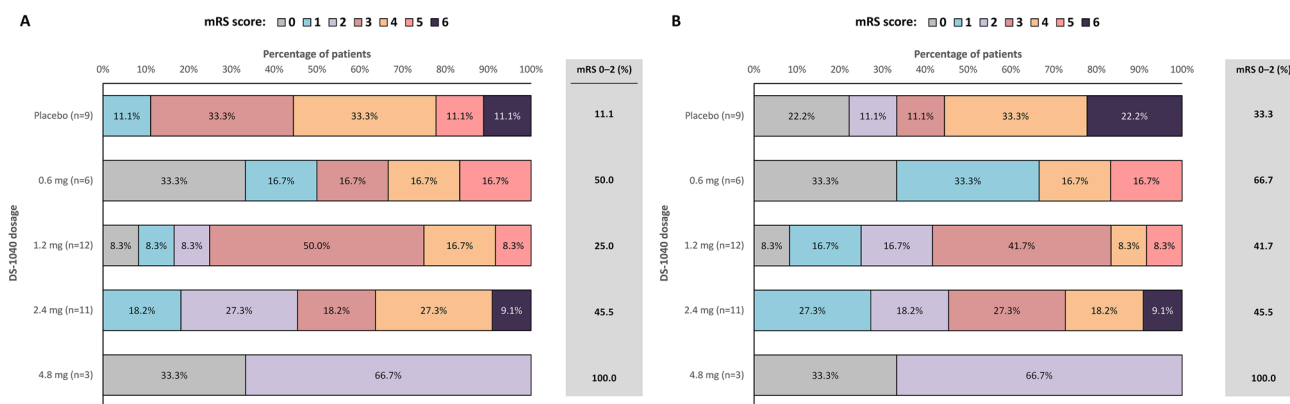 A
mRS score: 0 1 2 3 4 5 6
Percentage of patients
0% 10% 20% 30% 40% 50% 60% 70% 80% 90% 100%
mRS 0–2 (%)
DS-1040 dosage
Placebo (n=9) 11.1% 33.3% 33.3% 11.1% 11.1% 11.1
0.6 mg (n=6) 33.3% 16.7% 16.7% 16.7% 16.7% 50.0
1.2 mg (n=12) 8.3% 8.3% 8.3% 50.0% 16.7% 8.3% 25.0
2.4 mg (n=11) 18.2% 27.3% 18.2% 27.3% 9.1% 45.5
4.8 mg (n=3) 33.3% 66.7% 100.0
B
mRS score: 0 1 2 3 4 5 6
Percentage of patients
0% 10% 20% 30% 40% 50% 60% 70% 80% 90% 100%
mRS 0–2 (%)
DS-1040 dosage
Placebo (n=9) 22.2% 11.1% 11.1% 33.3% 22.2% 33.3
0.6 mg (n=6) 33.3% 33.3% 16.7% 16.7% 66.7
1.2 mg (n=12) 8.3% 16.7% 16.7% 41.7% 8.3% 8.3% 41.7
2.4 mg (n=11) 27.3% 18.2% 27.3% 18.2% 9.1% 45.5
4.8 mg (n=3) 33.3% 66.7% 100.0